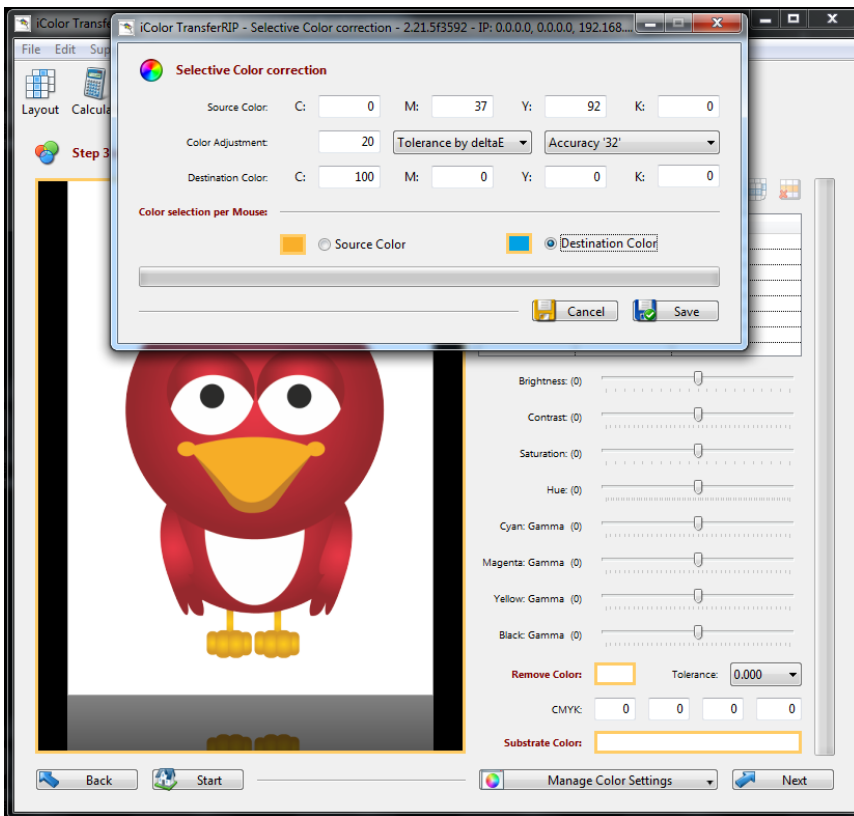 iColor Transfe
iColor TransferRIP - Selective Color correction - 2.21.5f3592 - IP: 0.0.0.0, 0.0.0.0, 192.168....
File Edit Sup
Layout Calcula
Step 3
Selective Color correction
Source Color: C: 0 M: 37 Y: 92 K: 0
Color Adjustment: 20 Tolerance by deltaE Accuracy '32'
Destination Color: C: 100 M: 0 Y: 0 K: 0
Color selection per Mouse:
Source Color Destination Color
Cancel Save
Brightness: (0)
Contrast: (0)
Saturation: (0)
Hue: (0)
Cyan: Gamma (0)
Magenta: Gamma (0)
Yellow: Gamma (0)
Black: Gamma (0)
Remove Color: Tolerance: 0.000
CMYK: 0 0 0 0
Substrate Color:
Back Start Manage Color Settings Next